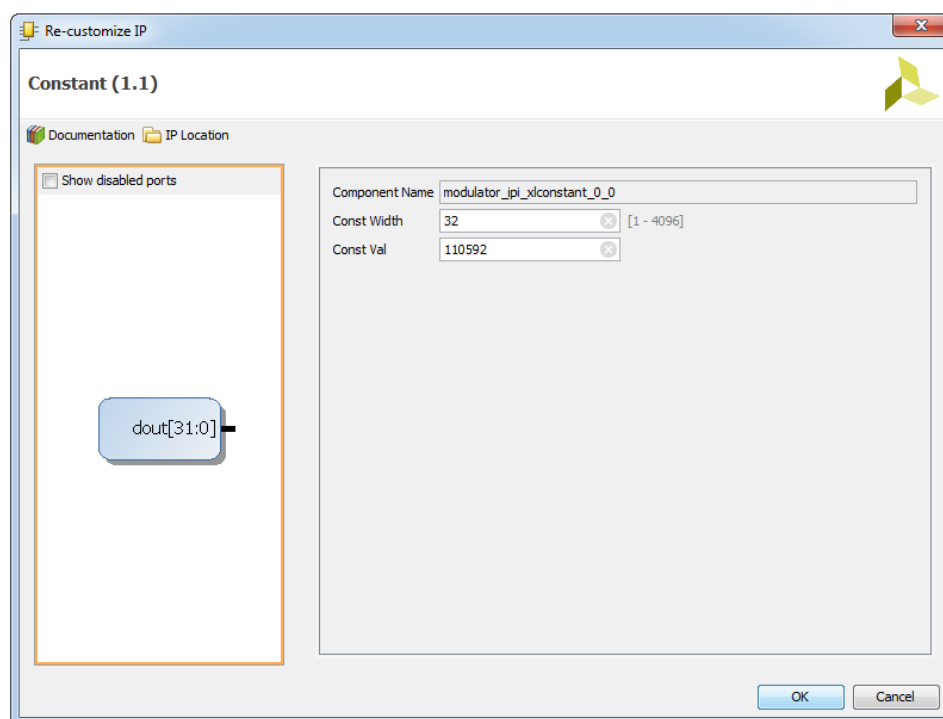 Re-customize IP
Constant (1.1)
Documentation IP Location
Show disabled ports
dout[31:0]
Component Name modulator_ipi_xlconstant_0_0
Const Width 32 [1 - 4096]
Const Val 110592
OK Cancel